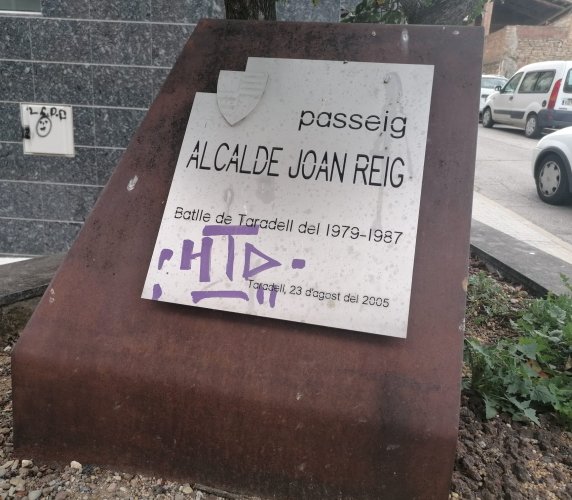 passeig
ALCALDE JOAN REIG
Batlle de Taradell del 1979-1987
HTD
Taradell, 23 d'agost del 2005